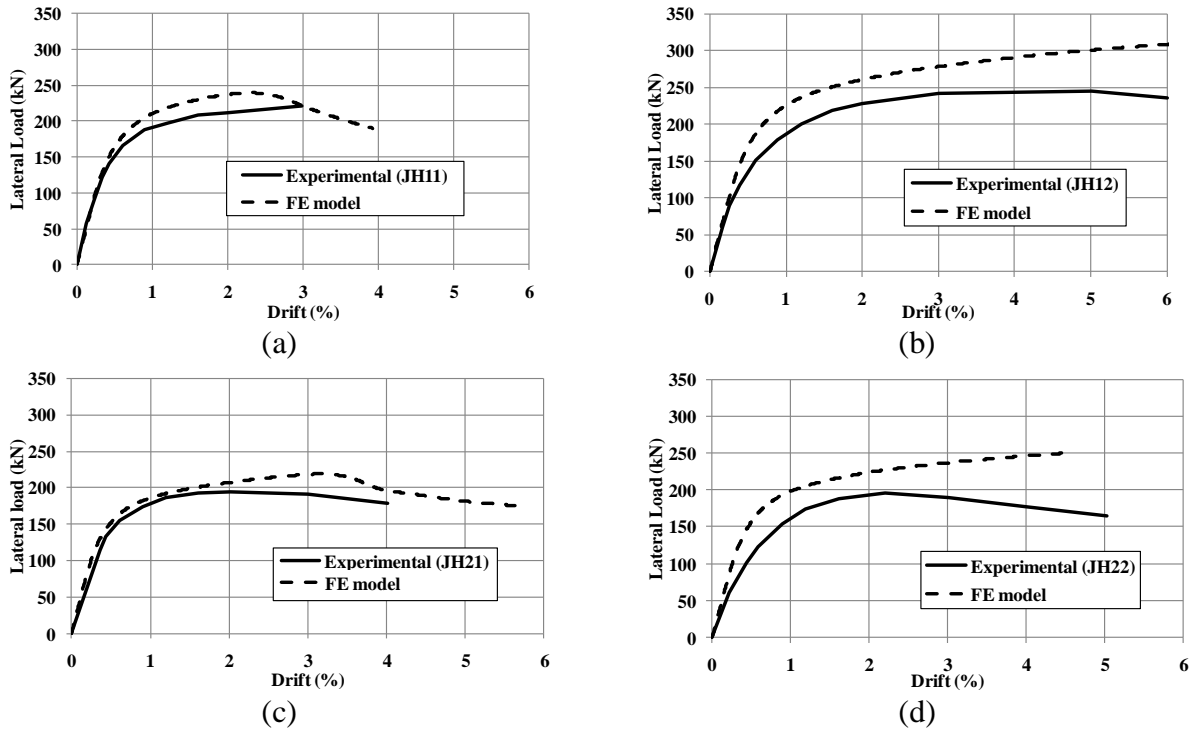 350
300
250
200
150
100
50
0
Lateral Load (kN)
0 1 2 3 4 5 6
Drift (%)
Experimental (JH11)
FE model
(a)
350
300
250
200
150
100
50
0
Lateral Load (kN)
0 1 2 3 4 5 6
Drift (%)
Experimental (JH12)
FE model
(b)
350
300
250
200
150
100
50
0
Lateral load (kN)
0 1 2 3 4 5 6
Drift (%)
Experimental (JH21)
FE model
(c)
350
300
250
200
150
100
50
0
Lateral Load (kN)
0 1 2 3 4 5 6
Drift (%)
Experimental (JH22)
FE model
(d)